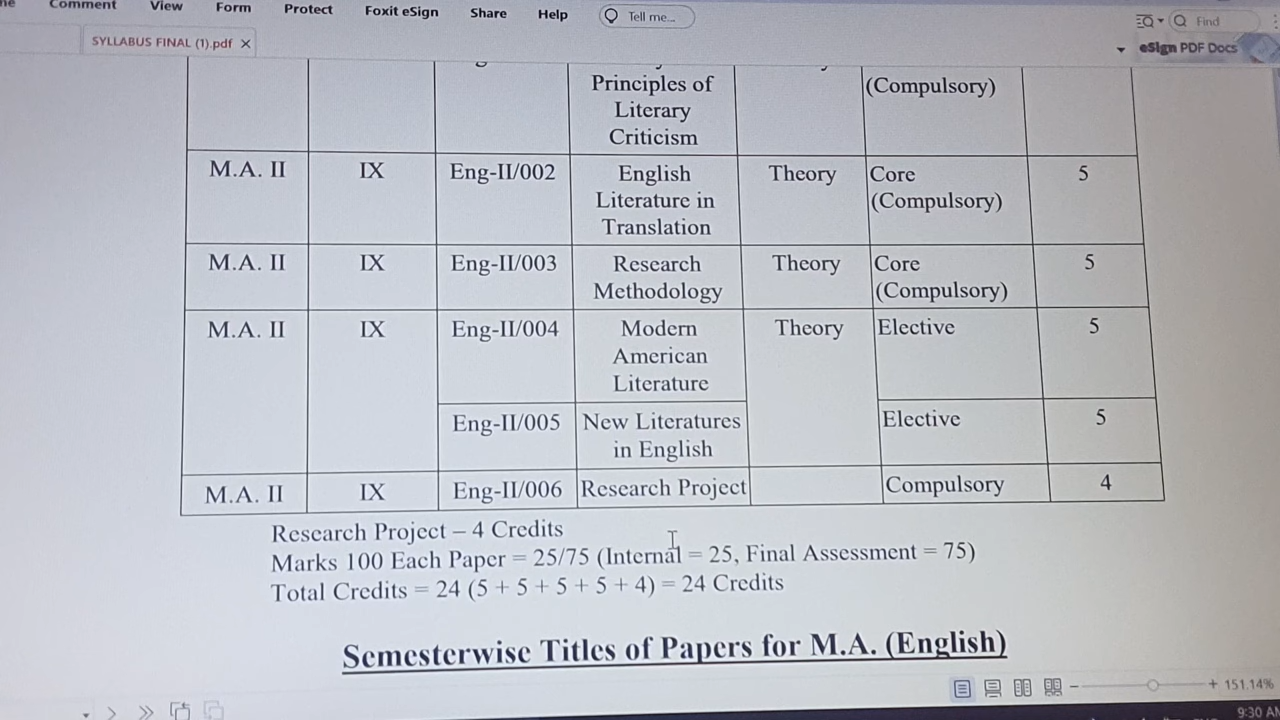 Comment View Form Protect Foxit eSign Share Help Tell me... Find
SYLLABUS FINAL (1).pdf × eSign PDF Docs
Principles of Literary Criticism (Compulsory)
M.A. II IX Eng-II/002 English Literature in Translation Theory Core (Compulsory) 5
M.A. II IX Eng-II/003 Research Methodology Theory Core (Compulsory) 5
M.A. II IX Eng-II/004 Modern American Literature Theory Elective 5
Eng-II/005 New Literatures in English Elective 5
M.A. II IX Eng-II/006 Research Project Compulsory 4
Research Project – 4 Credits
Marks 100 Each Paper = 25/75 (Internal = 25, Final Assessment = 75)
Total Credits = 24 (5 + 5 + 5 + 5 + 4) = 24 Credits
Semesterwise Titles of Papers for M.A. (English)
151.14%
9:30